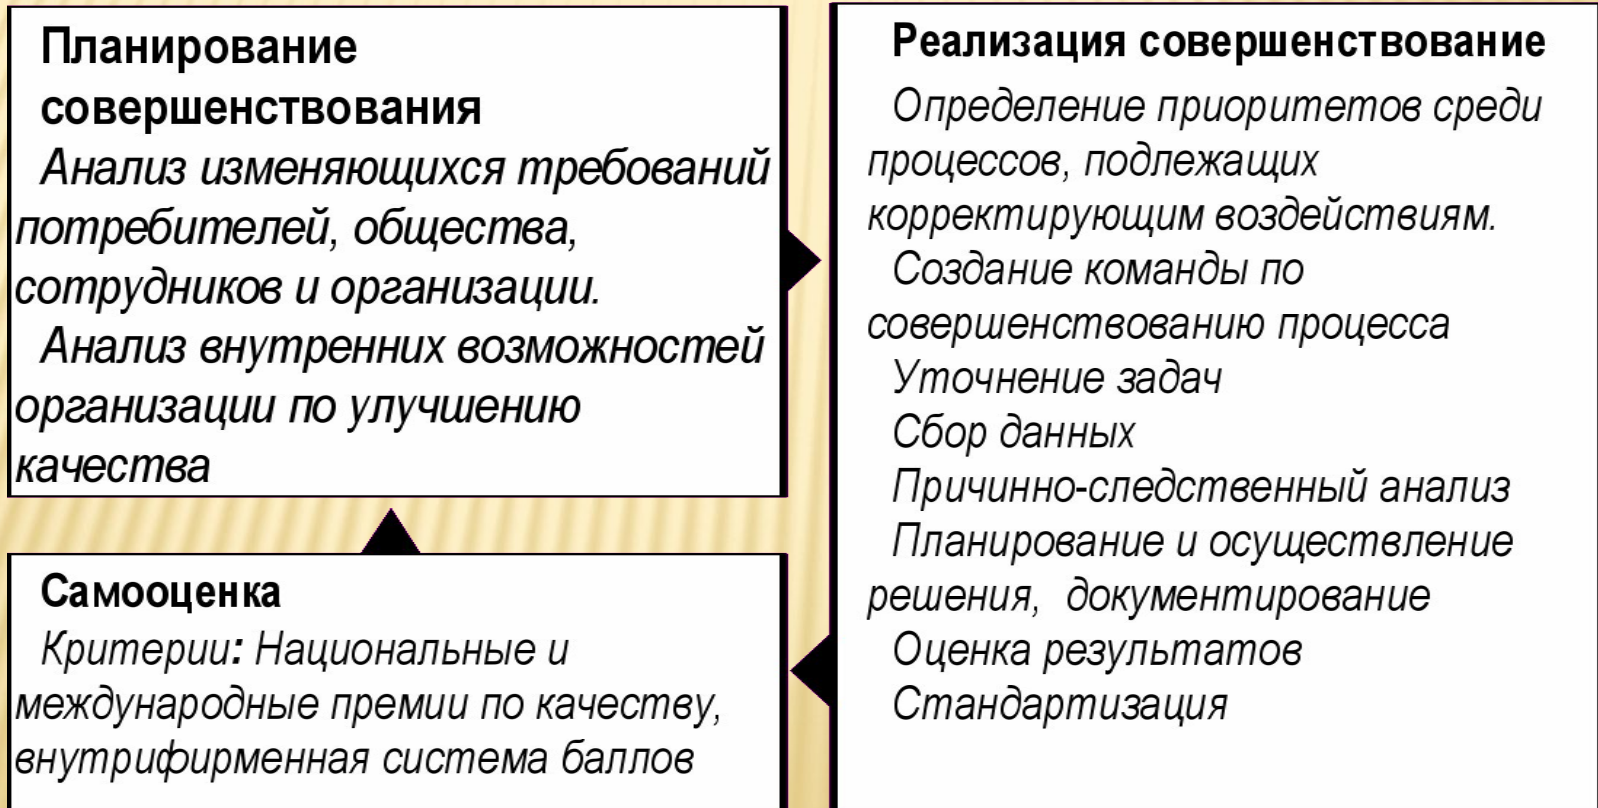 Планирование
совершенствования
Анализ изменяющихся требований
потребителей, общества,
сотрудников и организации.
Анализ внутренних возможностей
организации по улучшению
качества
Самооценка
Критерии: Национальные и
международные премии по качеству,
внутрифирменная система баллов
Реализация совершенствование
Определение приоритетов среди
процессов, подлежащих
корректирующим воздействиям.
Создание команды по
совершенствованию процесса
Уточнение задач
Сбор данных
Причинно-следственный анализ
Планирование и осуществление
решения, документирование
Оценка результатов
Стандартизация